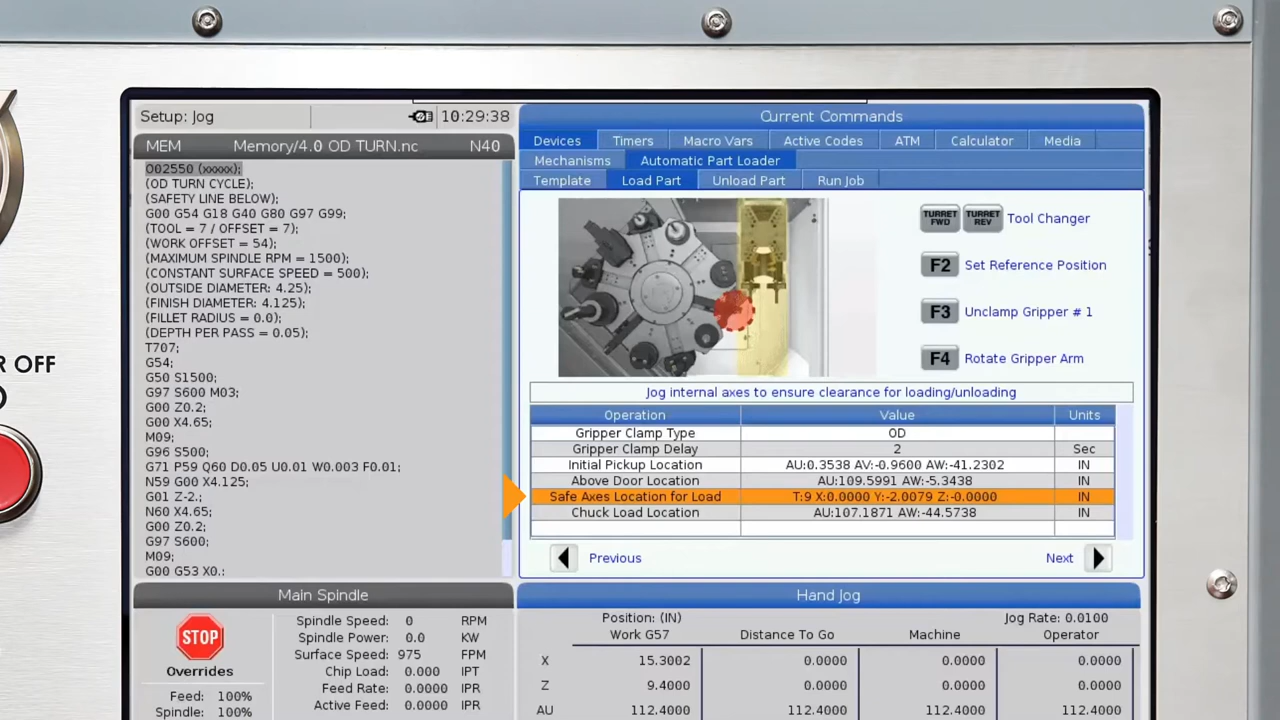 Setup: Jog
10:29:38
MEM Memory/4.0 OD TURN.nc N40
O02550 (xxxxx);
(OD TURN CYCLE);
(SAFETY LINE BELOW);
G00 G54 G18 G40 G80 G97 G99;
(TOOL = 7 / OFFSET = 7);
(WORK OFFSET = 54);
(MAXIMUM SPINDLE RPM = 1500);
(CONSTANT SURFACE SPEED = 500);
(OUTSIDE DIAMETER: 4.25);
(FINISH DIAMETER: 4.125);
(FILLET RADIUS = 0.0);
(DEPTH PER PASS = 0.05);
T707;
G54;
G50 S1500;
G97 S600 M03;
G00 Z0.2;
G00 X4.65;
M09;
G96 S500;
G71 P59 Q60 D0.05 U0.01 W0.003 F0.01;
N59 G00 X4.125;
G01 Z-2.;
N60 X4.65;
G00 Z0.2;
G97 S600;
M09;
G00 G53 X0.;
R OFF
Current Commands
Devices Timers Macro Vars Active Codes ATM Calculator Media
Mechanisms Automatic Part Loader
Template Load Part Unload Part Run Job
TURRET FWD TURRET REV Tool Changer
F2 Set Reference Position
F3 Unclamp Gripper # 1
F4 Rotate Gripper Arm
Jog internal axes to ensure clearance for loading/unloading
Operation Value Units
Gripper Clamp Type OD
Gripper Clamp Delay 2 Sec
Initial Pickup Location AU:0.3538 AV:-0.9600 AW:-41.2302 IN
Above Door Location AU:109.5991 AW:-5.3438 IN
Safe Axes Location for Load T:9 X:0.0000 Y:-2.0079 Z:-0.0000 IN
Chuck Load Location AU:107.1871 AW:-44.5738 IN
Previous Next
Main Spindle
STOP
Overrides
Feed: 100%
Spindle: 100%
Spindle Speed: 0 RPM
Spindle Power: 0.0 KW
Surface Speed: 975 FPM
Chip Load: 0.000 IPT
Feed Rate: 0.0000 IPR
Active Feed: 0.0000 IPR
Hand Jog
Position: (IN) Jog Rate: 0.0100
Work G57 Distance To Go Machine Operator
X 15.3002 0.0000 0.0000 0.0000
Z 9.4000 0.0000 0.0000 0.0000
AU 112.4000 112.4000 112.4000 112.4000